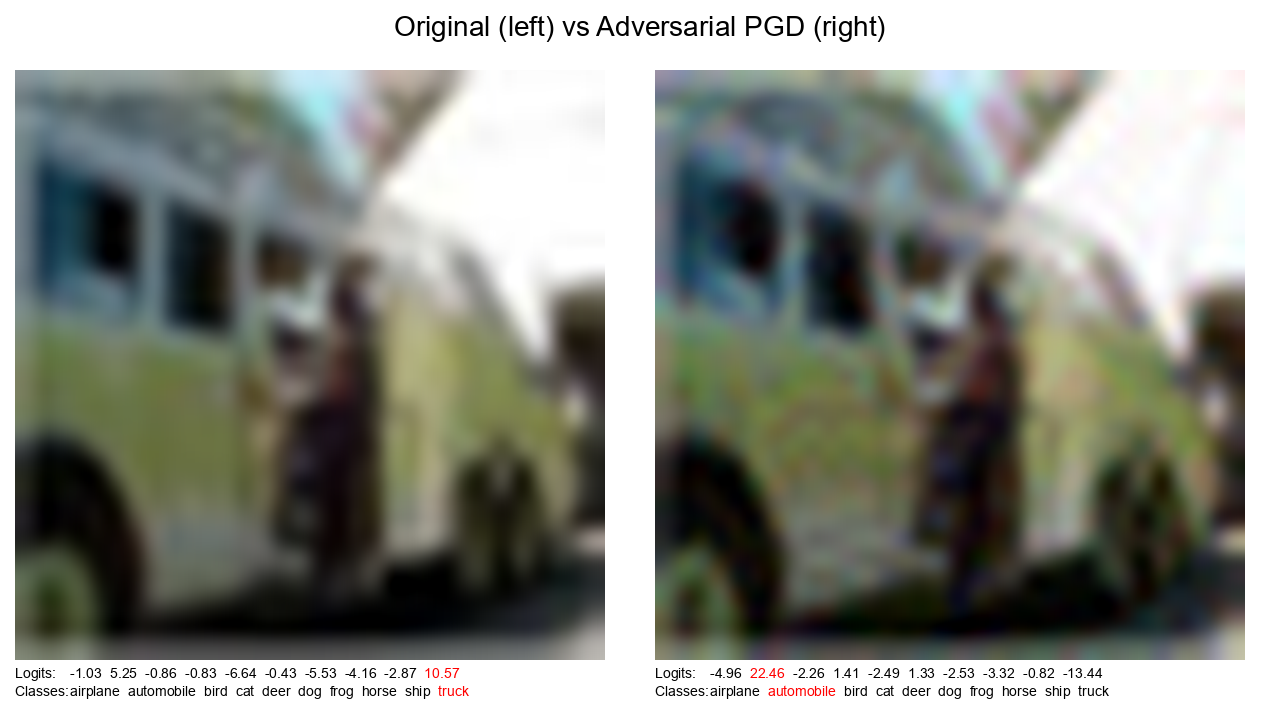 Original (left) vs Adversarial PGD (right)
Logits: -1.03 5.25 -0.86 -0.83 -6.64 -0.43 -5.53 -4.16 -2.87 10.57
Classes:airplane automobile bird cat deer dog frog horse ship truck
Logits: -4.96 22.46 -2.26 1.41 -2.49 1.33 -2.53 -3.32 -0.82 -13.44
Classes:airplane automobile bird cat deer dog frog horse ship truck